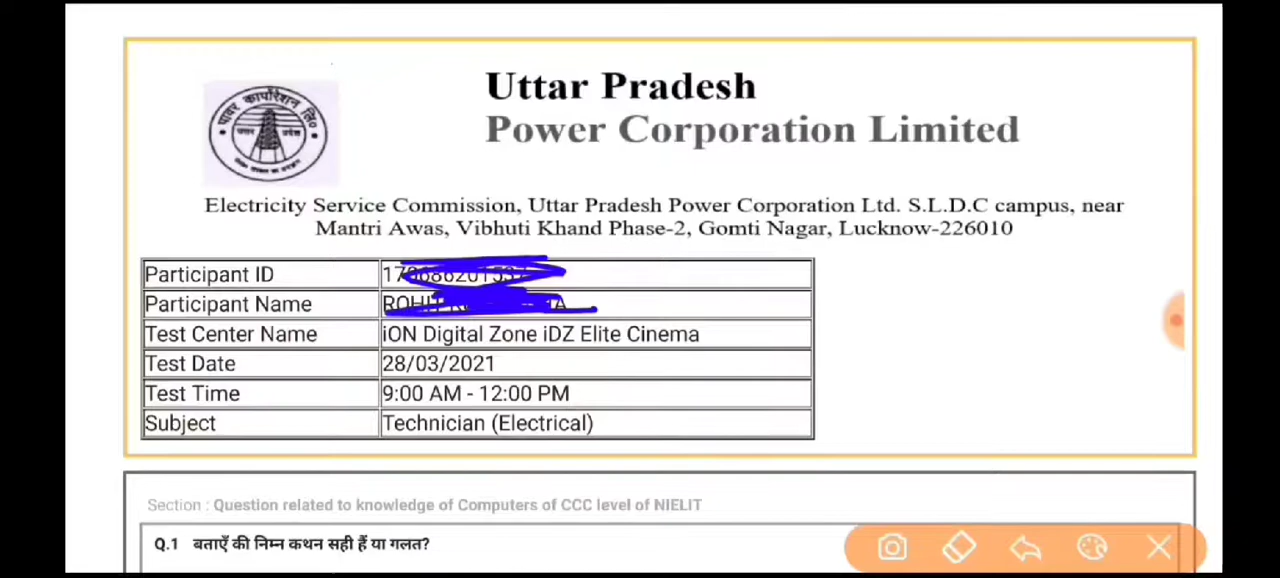 Uttar Pradesh
Power Corporation Limited
Electricity Service Commission, Uttar Pradesh Power Corporation Ltd. S.L.D.C campus, near
Mantri Awas, Vibhuti Khand Phase-2, Gomti Nagar, Lucknow-226010
Participant ID
Participant Name
Test Center Name iON Digital Zone iDZ Elite Cinema
Test Date 28/03/2021
Test Time 9:00 AM - 12:00 PM
Subject Technician (Electrical)
Section : Question related to knowledge of Computers of CCC level of NIELIT
Q.1 बताएँ की निम्न कथन सही हैं या गलत?